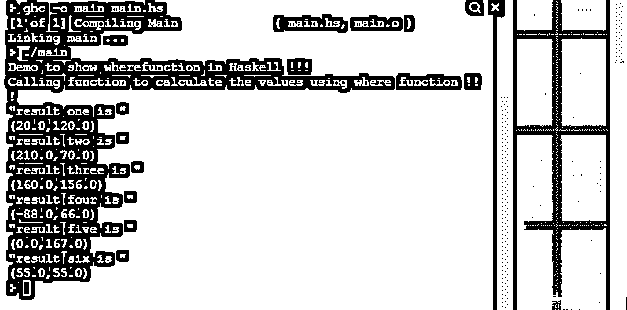 > ghc -o main main.hs
[1 of 1] Compiling Main ( main.hs, main.o )
Linking main ...
> ./main
Demo to show wherefunction in Haskell !!!
Calling function to calculate the values using where function !!
!
"result one is "
(20.0,120.0)
"result two is "
(210.0,70.0)
"result three is "
(160.0,156.0)
"result four is "
(-88.0,66.0)
"result five is "
(0.0,167.0)
"result six is "
(55.0,55.0)
>